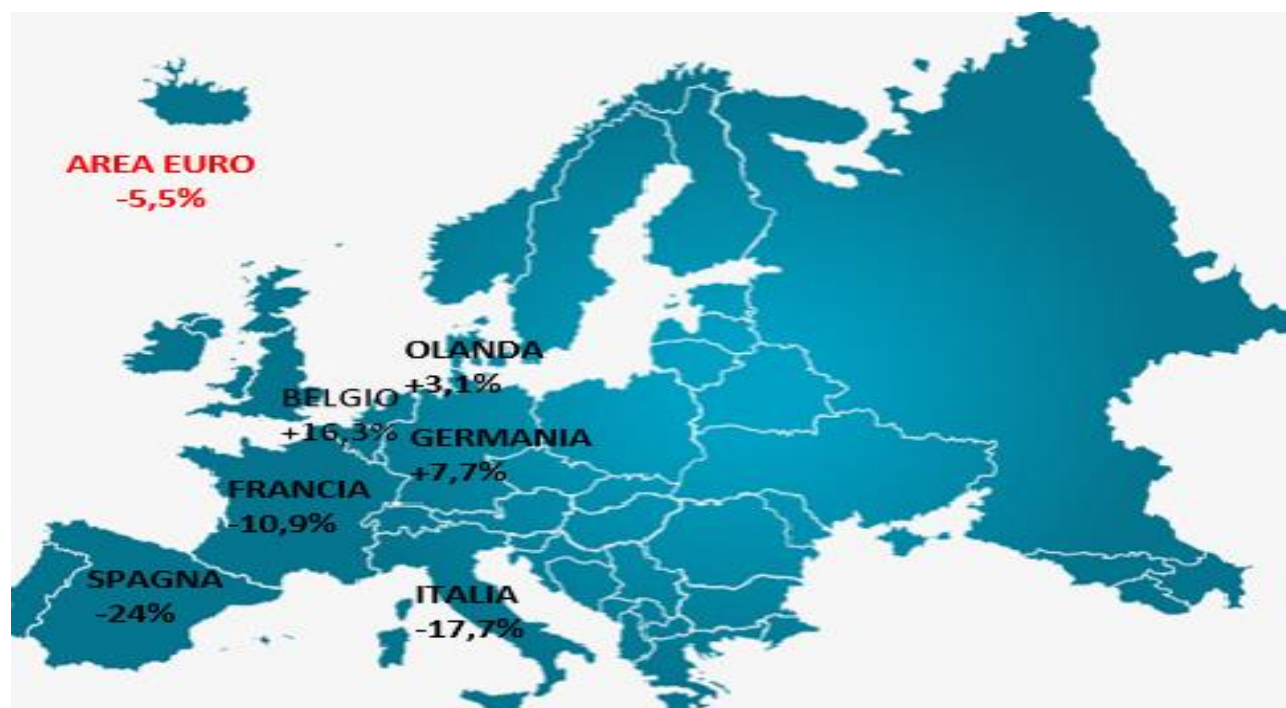 AREA EURO
-5,5%
OLANDA
+3,1%
BELGIO
+16,3%
GERMANIA
+7,7%
FRANCIA
-10,9%
SPAGNA
-24%
ITALIA
-17,7%